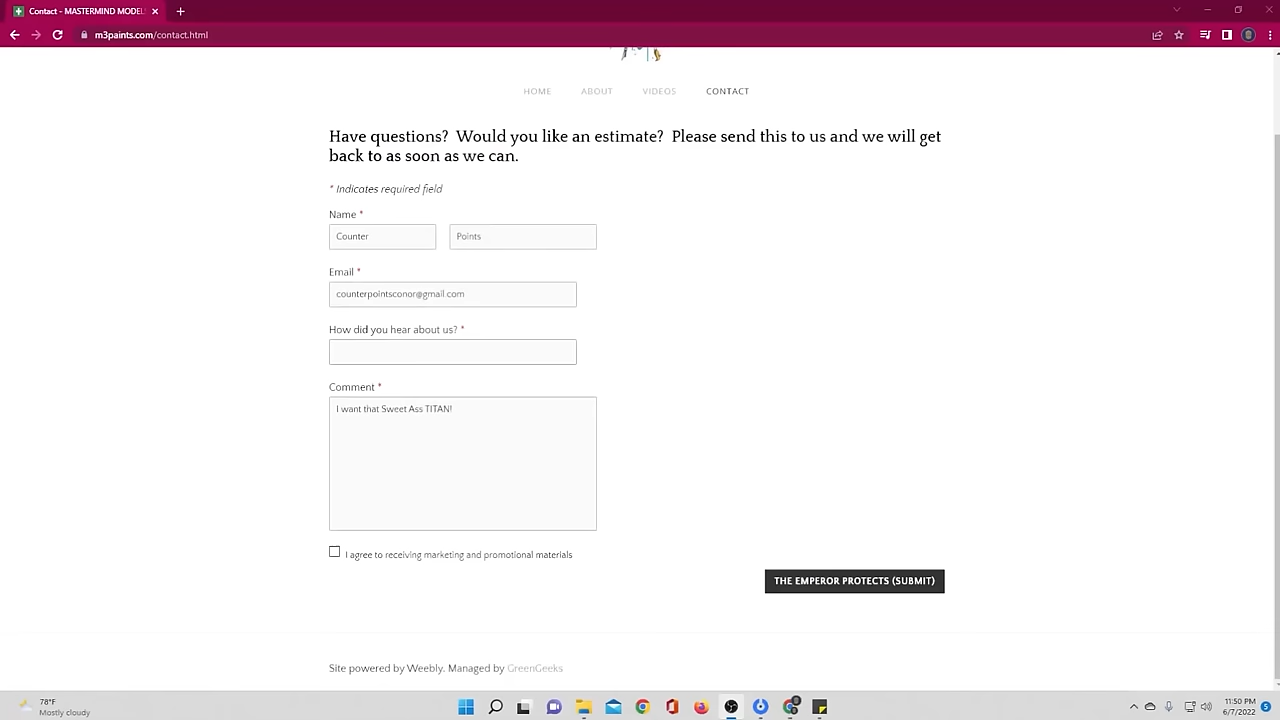 Contact - MASTERMIND MODEL
m3paints.com/contact.html
HOME ABOUT VIDEOS CONTACT
Have questions? Would you like an estimate? Please send this to us and we will get
back to as soon as we can.
* Indicates required field
Name *
Counter Points
Email *
counterpointsconor@gmail.com
How did you hear about us? *
Comment *
I want that Sweet Ass TITAN!
I agree to receiving marketing and promotional materials
THE EMPEROR PROTECTS (SUBMIT)
Site powered by Weebly. Managed by GreenGeeks
78°F
Mostly cloudy
11:50 PM
6/7/2022
5